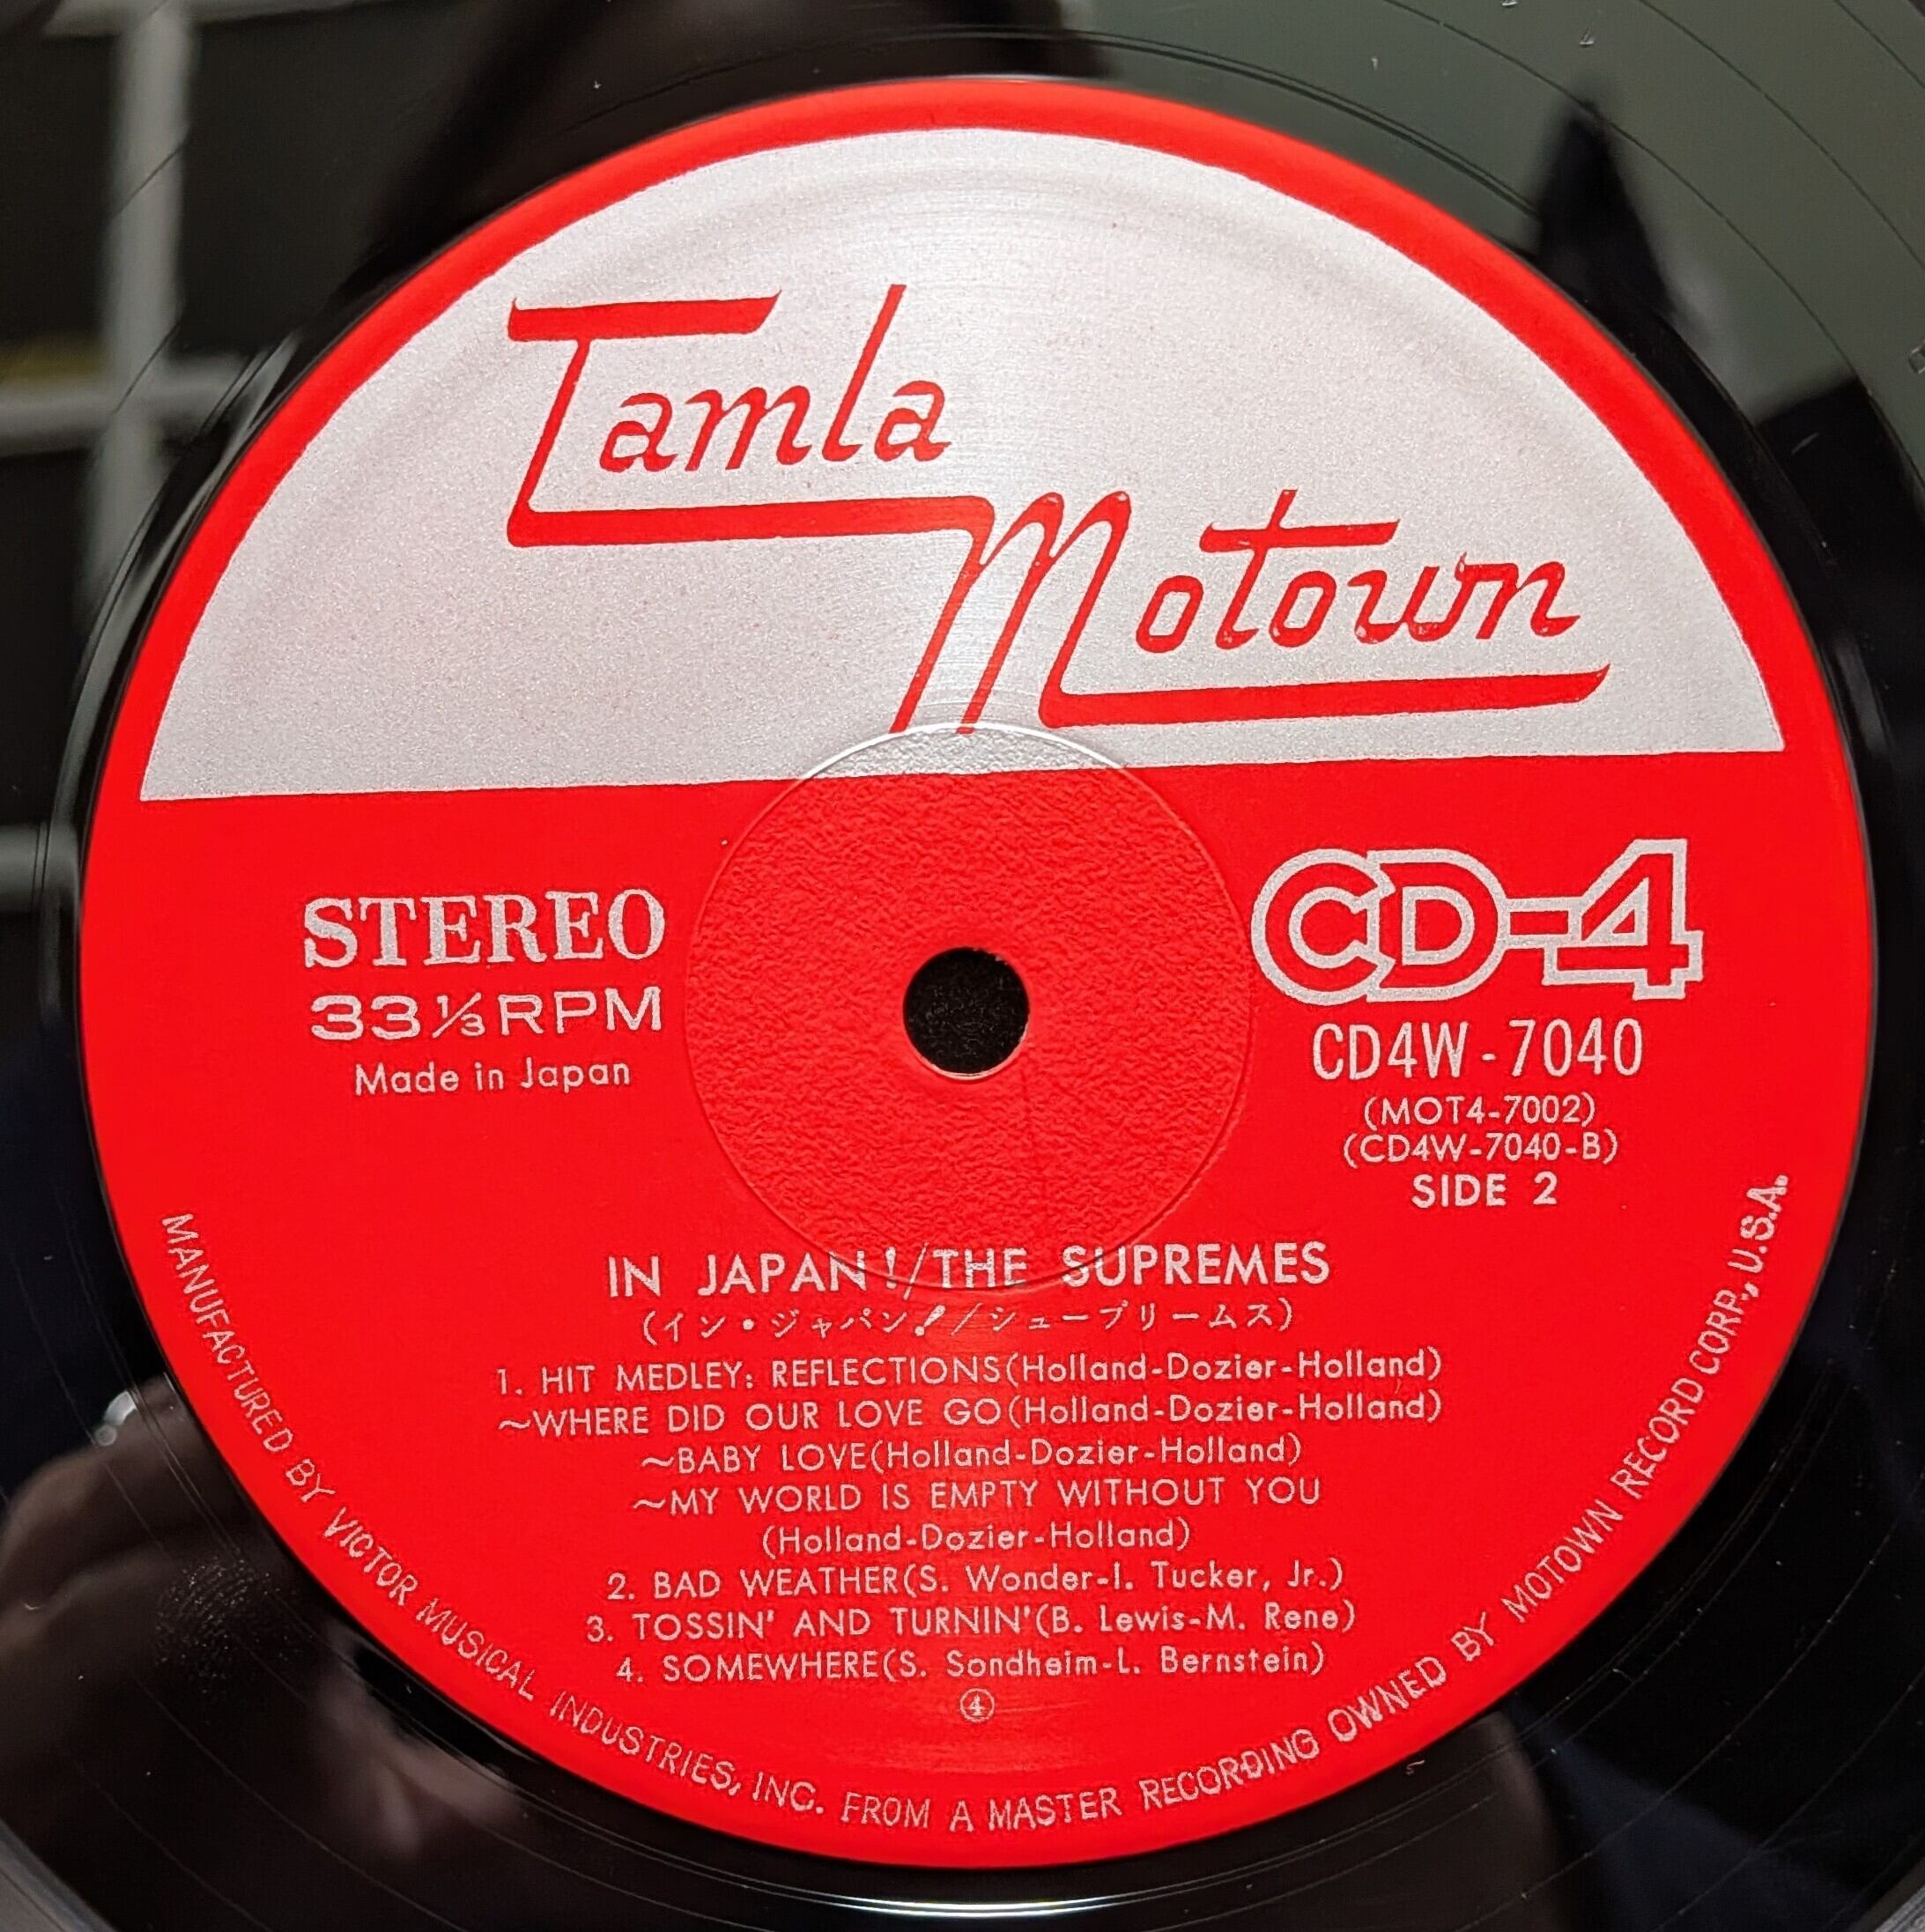 Tamla
Motown
STEREO
33⅓RPM
Made in Japan
CD-4
CD4W-7040
(MOT4-7002)
(CD4W-7040-B)
SIDE 2
IN JAPAN!/THE SUPREMES
(イン・ジャパン!/シュープリームス)
1. HIT MEDLEY: REFLECTIONS(Holland-Dozier-Holland)
~WHERE DID OUR LOVE GO(Holland-Dozier-Holland)
~BABY LOVE(Holland-Dozier-Holland)
~MY WORLD IS EMPTY WITHOUT YOU
(Holland-Dozier-Holland)
2. BAD WEATHER(S. Wonder-I. Tucker, Jr.)
3. TOSSIN' AND TURNIN'(B. Lewis-M. Rene)
4. SOMEWHERE(S. Sondheim-L. Bernstein)
④
MANUFACTURED BY VICTOR MUSICAL INDUSTRIES, INC. FROM A MASTER RECORDING OWNED BY MOTOWN RECORD CORP., U.S.A.